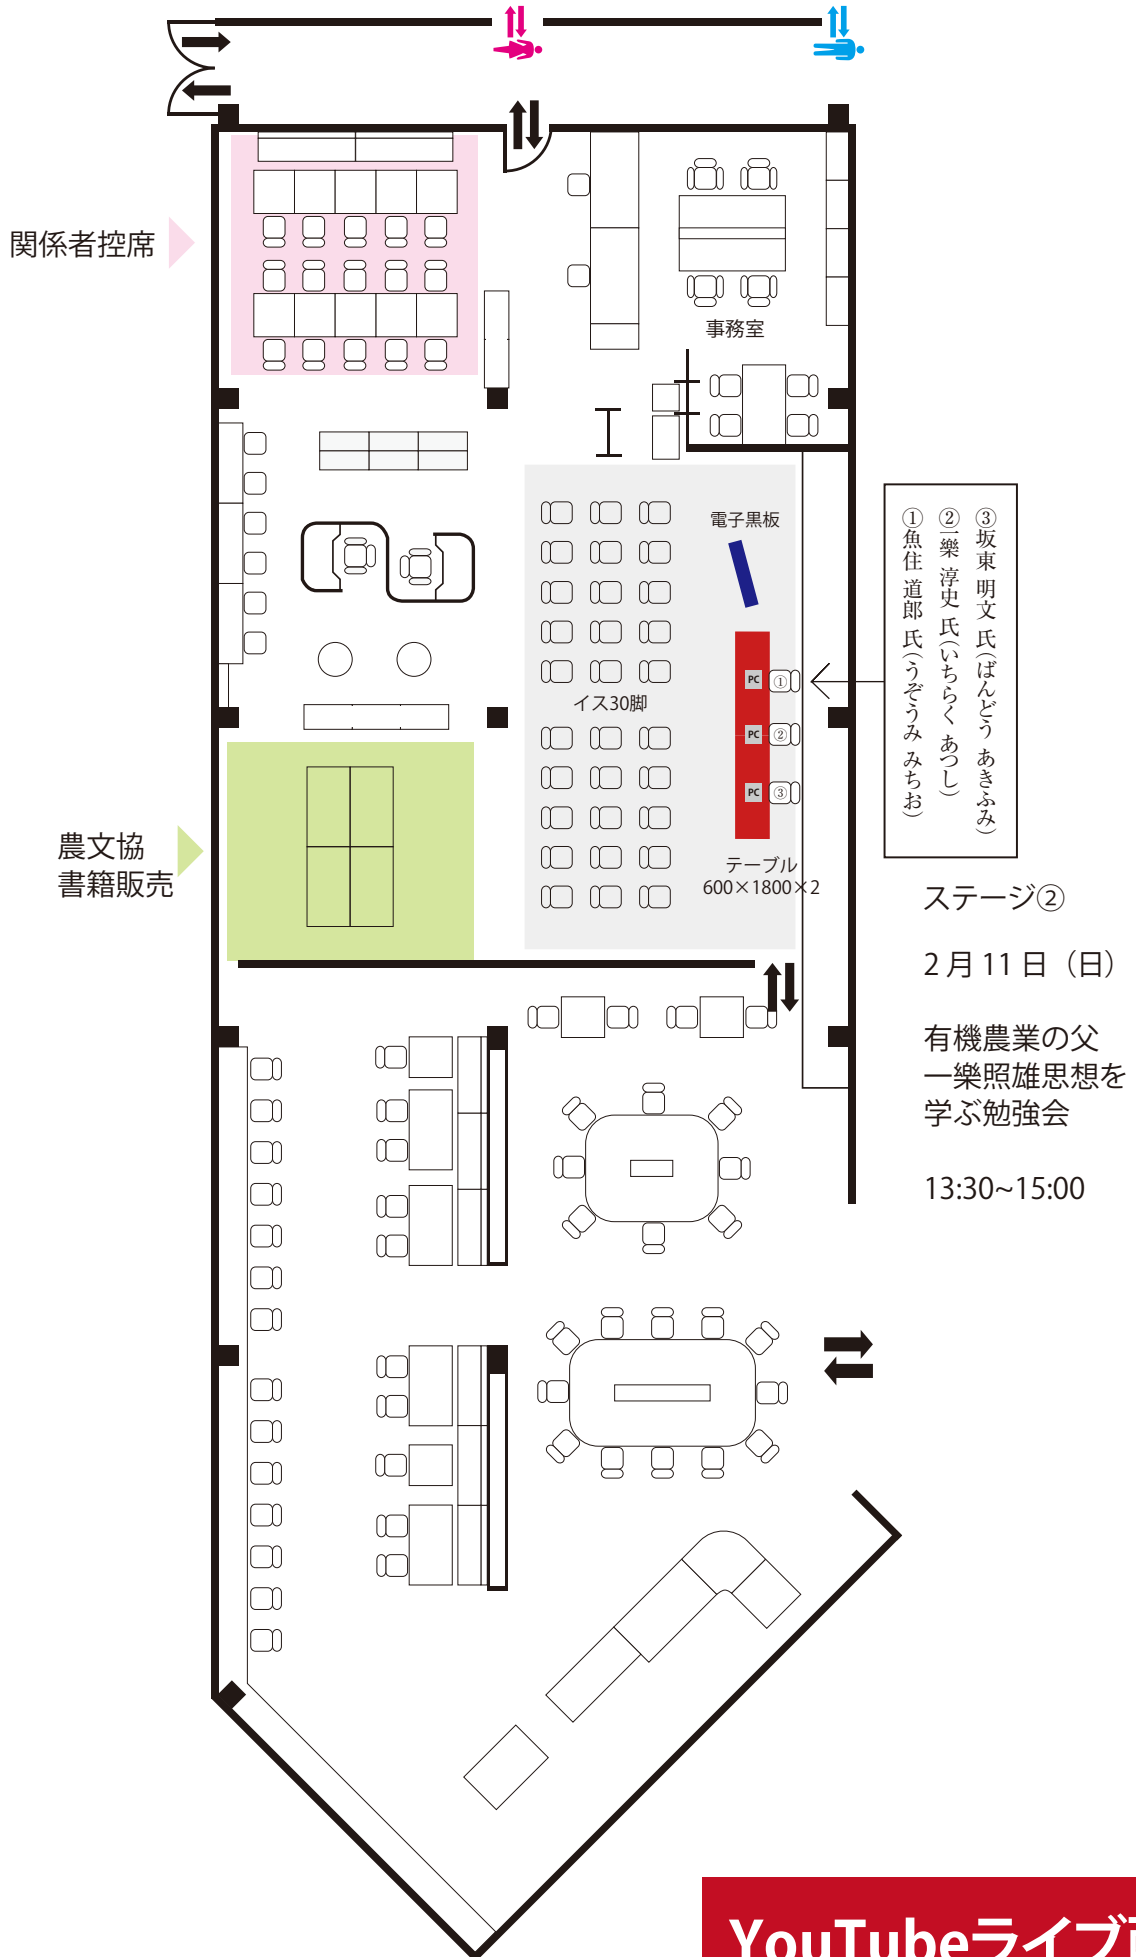 関係者控席
事務室
電子黒板
PC
①
PC
②
PC
③
イス30脚
テーブル
600×1800×2
③坂東 明文 氏(ばんどう あきふみ)
②一樂 淳史 氏(いちらく あつし)
①魚住 道郎 氏(うぞうみ みちお)
農文協
書籍販売
ステージ②
2月11日（日）
有機農業の父
一樂照雄思想を
学ぶ勉強会
13:30~15:00
YouTubeライブ